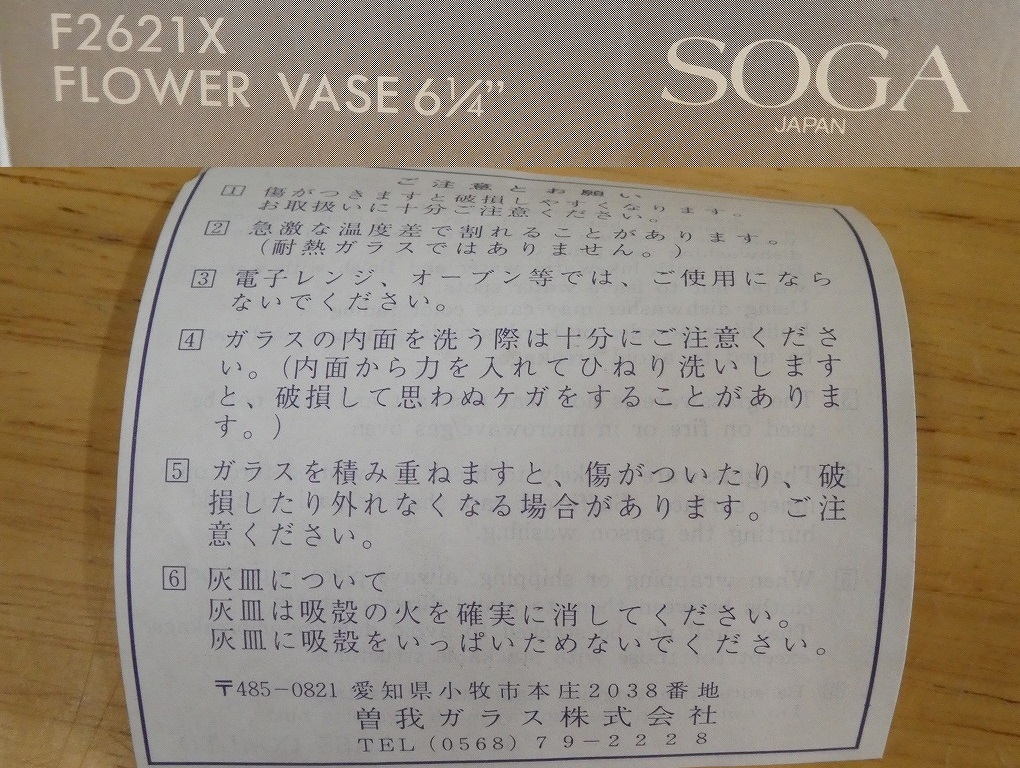 F2621X
FLOWER VASE 6¼”
SOGA
JAPAN
ご注意とお願い
1 傷がつきますと破損しやすくなります。
お取扱いに十分ご注意ください。
2 急激な温度差で割れることがあります。
(耐熱ガラスではありません。)
3 電子レンジ、オーブン等では、ご使用になら
ないでください。
4 ガラスの内面を洗う際は十分にご注意くださ
い。(内面から力を入れてひねり洗いします
と、破損して思わぬケガをすることがありま
す。)
5 ガラスを積み重ねますと、傷がついたり、破
損したり外れなくなる場合があります。ご注
意ください。
6 灰皿について
灰皿は吸殻の火を確実に消してください。
灰皿に吸殻をいっぱいためないでください。
〒485-0821 愛知県小牧市本庄2038番地
曽我ガラス株式会社
TEL(0568)79-2228